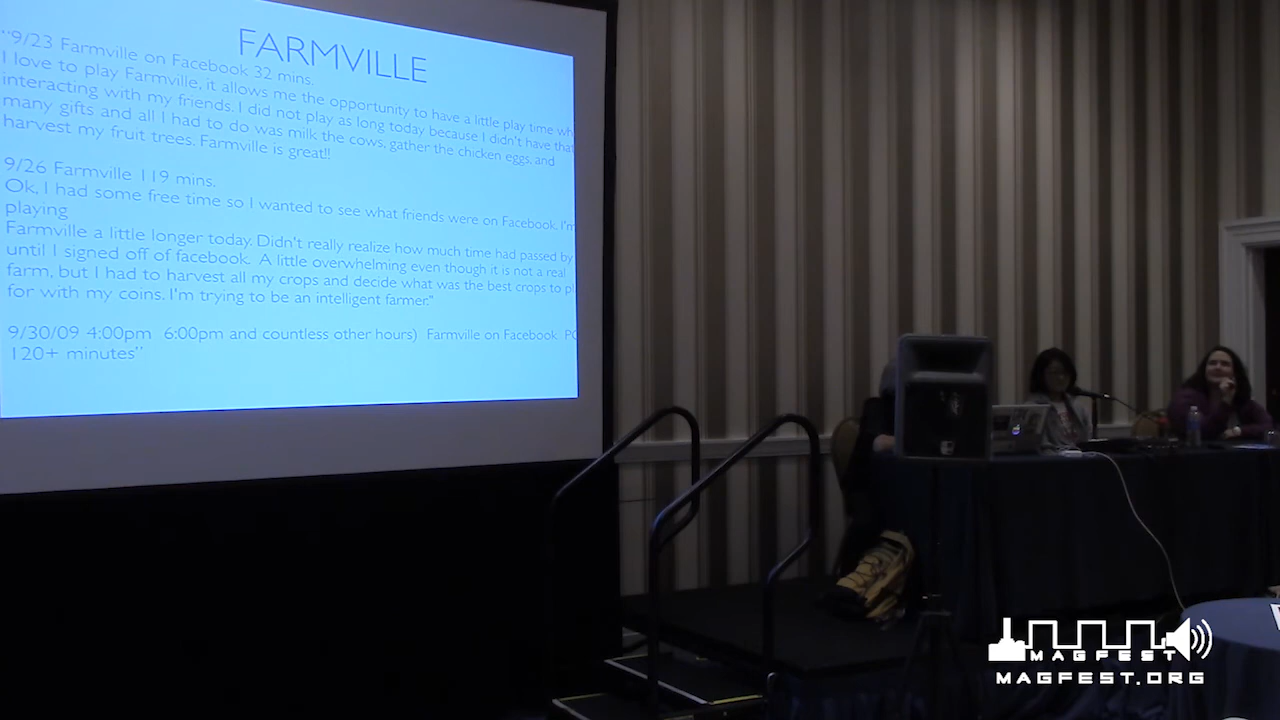 FARMVILLE
"9/23 Farmville on Facebook 32 mins.
I love to play Farmville, it allows me the opportunity to have a little play time wh
interacting with my friends. I did not play as long today because I didn't have that
many gifts and all I had to do was milk the cows, gather the chicken eggs, and
harvest my fruit trees. Farmville is great!!
9/26 Farmville 119 mins.
Ok, I had some free time so I wanted to see what friends were on Facebook. I'm
playing
Farmville a little longer today. Didn't really realize how much time had passed by
until I signed off of facebook. A little overwhelming even though it is not a real
farm, but I had to harvest all my crops and decide what was the best crops to pl
for with my coins. I'm trying to be an intelligent farmer."
9/30/09 4:00pm 6:00pm and countless other hours) Farmville on Facebook PC
120+ minutes"
MAGFEST
MAGFEST.ORG